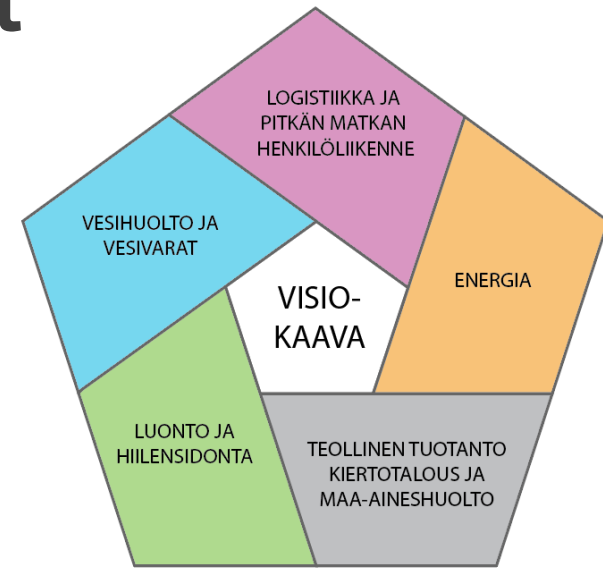 t
LOGISTIIKKA JA
PITKÄN MATKAN
HENKILÖLIIKENNE
VESIHUOLTO JA
VESIVARAT
ENERGIA
VISIO-
KAAVA
LUONTO JA
HIILENSIDONTA
TEOLLINEN TUOTANTO
KIERTOTALOUS JA
MAA-AINESHUOLTO